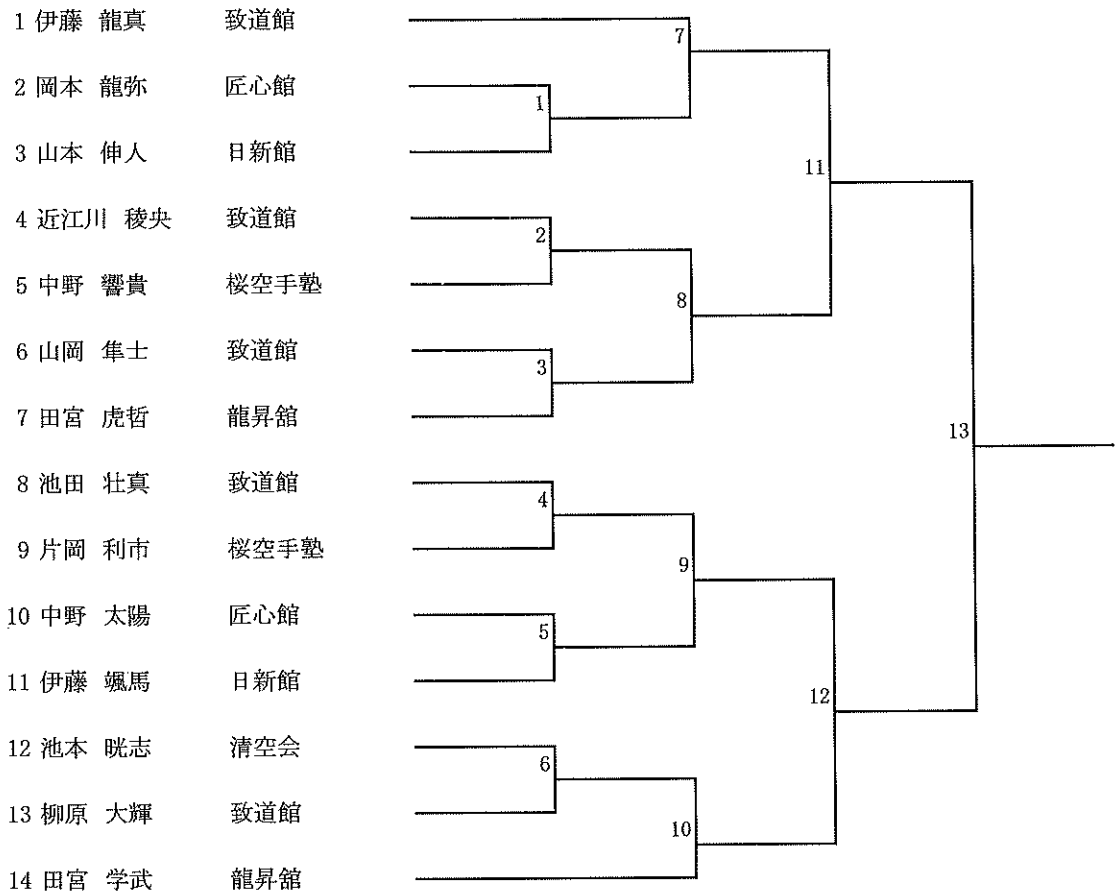 1 伊藤 龍真 致道館
7
2 岡本 龍弥 匠心館
1
3 山本 伸人 日新館
11
4 近江川 稜央 致道館
2
5 中野 響貴 桜空手塾
8
6 山岡 隼士 致道館
3
7 田宮 虎哲 龍昇舘
13
8 池田 壮真 致道館
4
9 片岡 利市 桜空手塾
9
10 中野 太陽 匠心館
5
11 伊藤 颯馬 日新館
12
12 池本 晄志 清空会
6
13 柳原 大輝 致道館
10
14 田宮 学武 龍昇舘